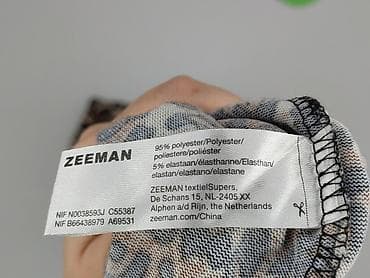 ZEEMAN
95% polyester/Polyester/
poliestere/poliéster
5% elastaan/élasthanne/Elasthan/
elastan/elastano/elastane
ZEEMAN textielSupers,
De Schans 15, NL-2405 XX
Alphen a/d Rijn, the Netherlands
zeeman.com/China
NIF N0038593J C55387
NIF B66438979 A69531